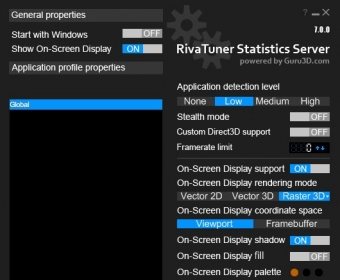 General properties
Start with Windows OFF
Show On-Screen Display ON
Application profile properties
Global
? _ ×
7.0.0
RivaTuner Statistics Server
powered by Guru3D.com
Application detection level
None Low Medium High
Stealth mode OFF
Custom Direct3D support OFF
Framerate limit 0
On-Screen Display support ON
On-Screen Display rendering mode
Vector 2D Vector 3D Raster 3D
On-Screen Display coordinate space
Viewport Framebuffer
On-Screen Display shadow ON
On-Screen Display fill OFF
On-Screen Display palette